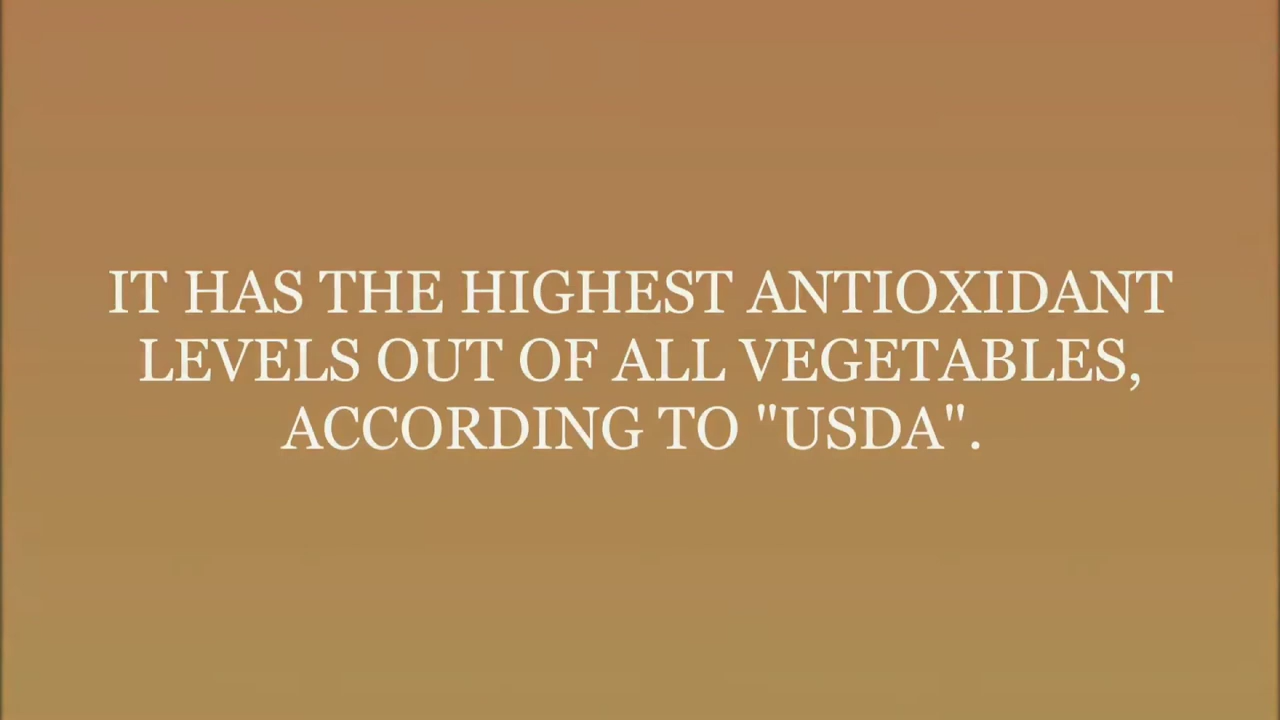 IT HAS THE HIGHEST ANTIOXIDANT
LEVELS OUT OF ALL VEGETABLES,
ACCORDING TO "USDA".